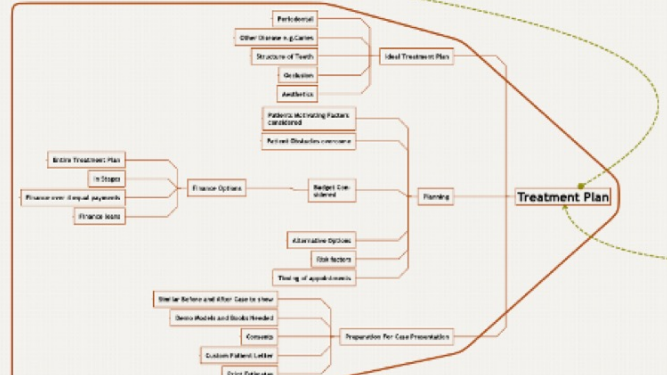 Periodontal
Other Disease e.g.Caries
Structure of Teeth
Occlusion
Aesthetics
Ideal Treatment Plan
Patients Motivating Factors
considered
Patient Obstacles overcome
Entire Treatment Plan
In Stages
Finance over 4 equal payments
Finance loans
Finance Options
Budget Con-
sidered
Planning
Treatment Plan
Alternative Options
Risk factors
Timing of appointments
Similar Before and After Case to show
Demo Models and Books Needed
Consents
Custom Patient Letter
Print Estimates
Preparation For Case Presentation